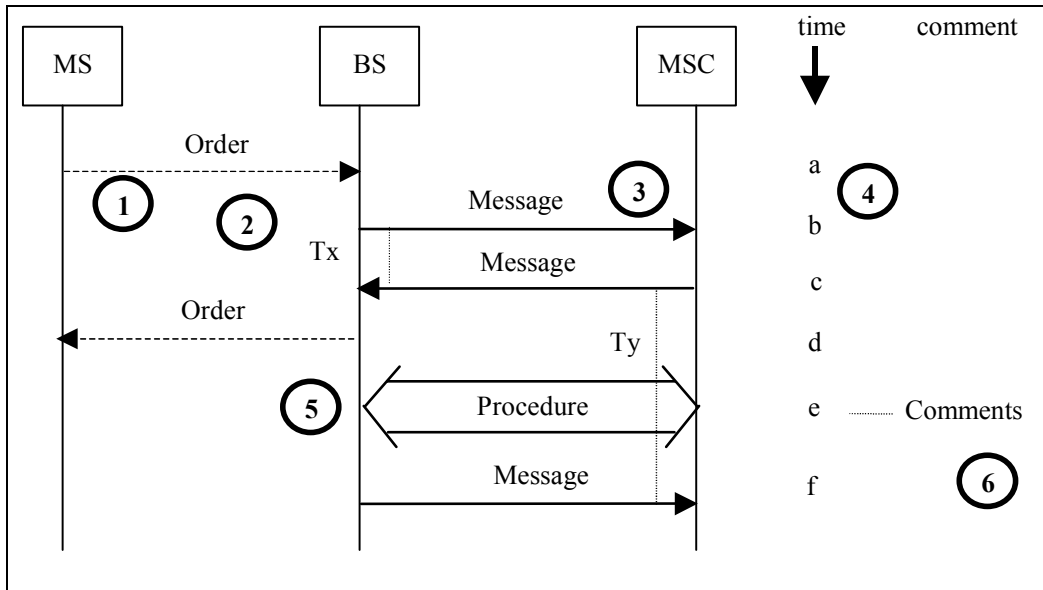 time comment
MS BS MSC
Order a
1 3 4
2 Message b
Tx
Message c
Order
Ty d
5 Procedure e Comments
Message f 6